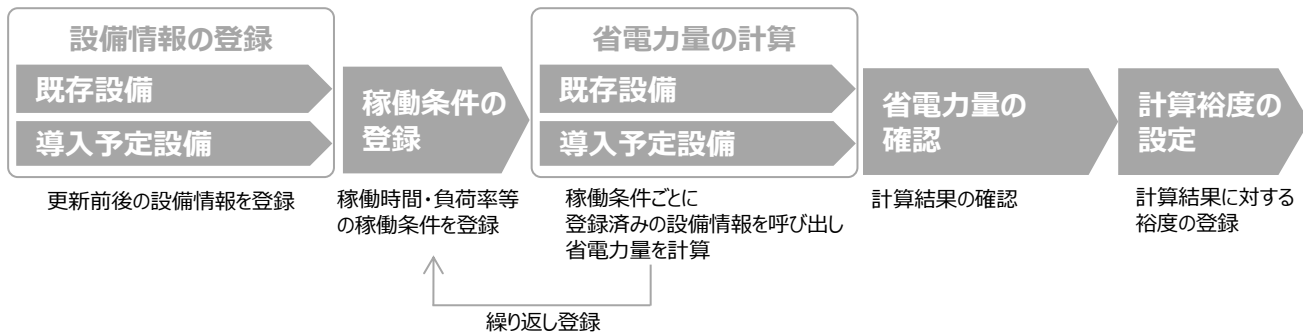 設備情報の登録
既存設備
導入予定設備
更新前後の設備情報を登録
稼働条件の
登録
稼働時間・負荷率等
の稼働条件を登録
省電力量の計算
既存設備
導入予定設備
稼働条件ごとに
登録済みの設備情報を呼び出し
省電力量を計算
繰り返し登録
省電力量の
確認
計算結果の確認
計算裕度の
設定
計算結果に対する
裕度の登録